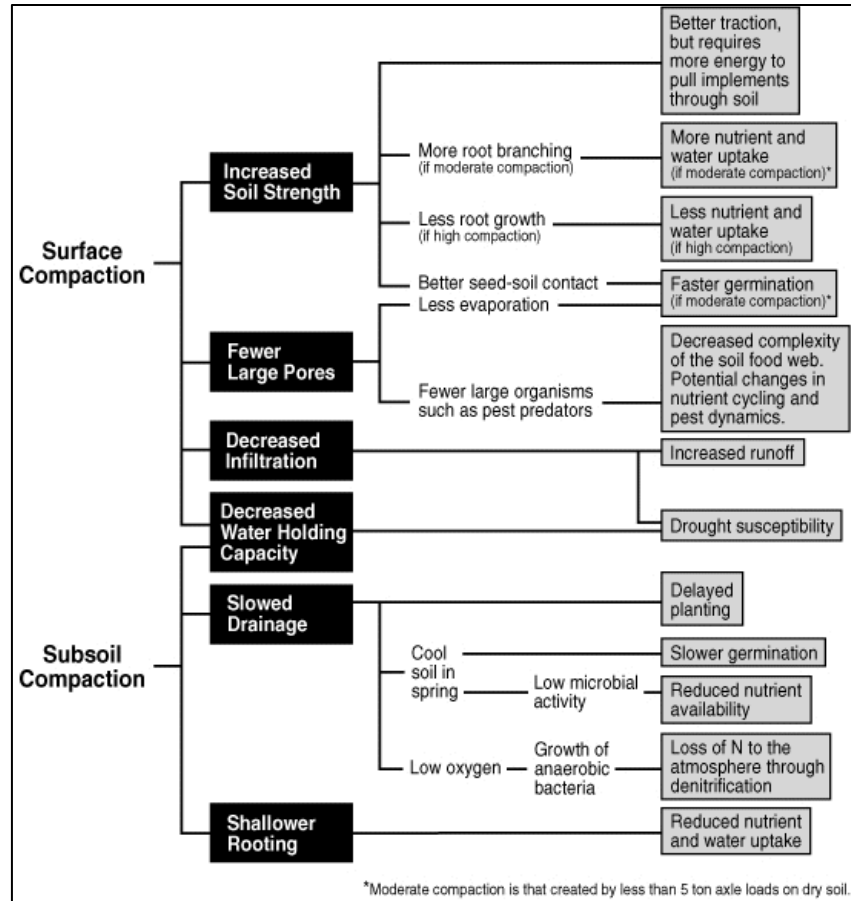 Better traction,
but requires
more energy to
pull implements
through soil
Increased
Soil Strength
More root branching
(if moderate compaction)
More nutrient and
water uptake
(if moderate compaction)*
Less root growth
(if high compaction)
Less nutrient and
water uptake
(if high compaction)
Surface
Compaction
Better seed-soil contact
Less evaporation
Faster germination
(if moderate compaction)*
Fewer
Large Pores
Fewer large organisms
such as pest predators
Decreased complexity
of the soil food web.
Potential changes in
nutrient cycling and
pest dynamics.
Decreased
Infiltration
Increased runoff
Decreased
Water Holding
Capacity
Drought susceptibility
Subsoil
Compaction
Slowed
Drainage
Delayed
planting
Cool
soil in
spring
Slower germination
Low microbial
activity
Reduced nutrient
availability
Low oxygen
Growth of
anaerobic
bacteria
Loss of N to the
atmosphere through
denitrification
Shallower
Rooting
Reduced nutrient
and water uptake
*Moderate compaction is that created by less than 5 ton axle loads on dry soil.